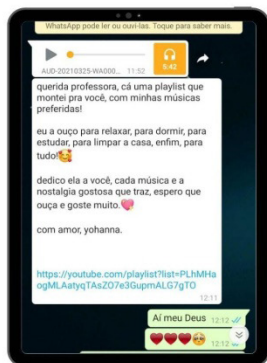 WhatsApp pode ler ou ouvi-las. Toque para saber mais.
5:42
AUD-20210325-WA000... 11:52
querida professora, cá uma playlist que
montei pra você, com minhas músicas
preferidas!
eu a ouço para relaxar, para dormir, para
estudar, para limpar a casa, enfim, para
tudo!🥰
dedico ela a você, cada música e a
nostalgia gostosa que traz, espero que
ouça e goste muito.💖
com amor, yohanna.
https://youtube.com/playlist?list=PLhMHa
ogMLAatyqTAsZO7e3GupmALG7gTO
12:11
Aí meu Deus 12:12
12:12